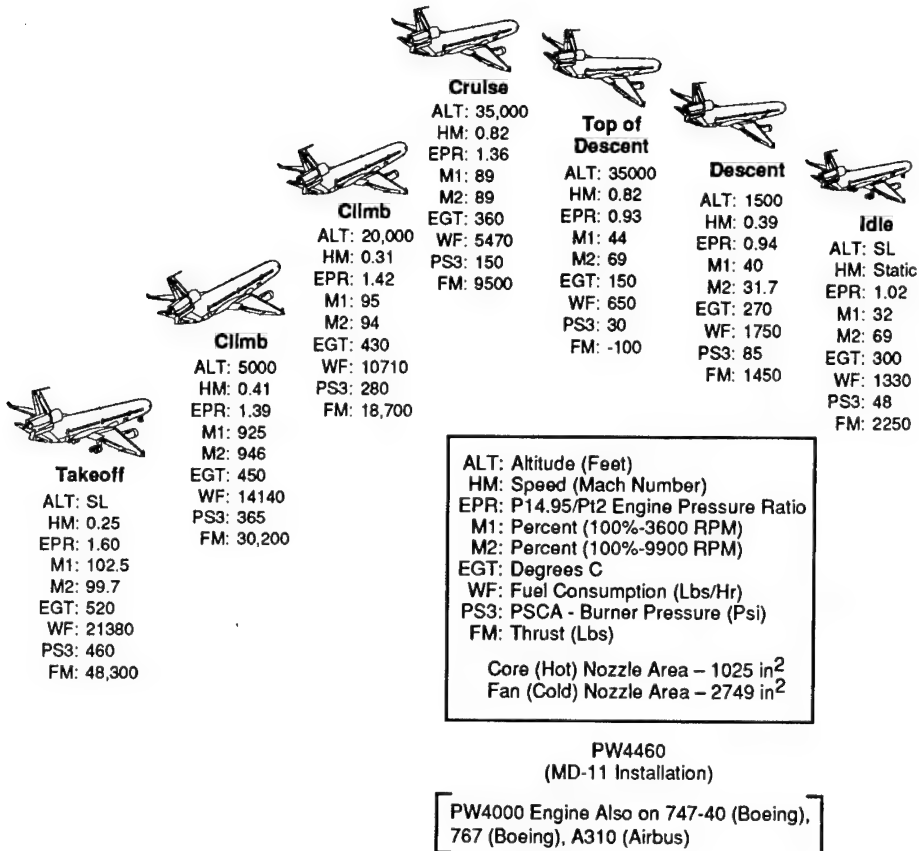 Cruise
ALT: 35,000
HM: 0.82
EPR: 1.36
M1: 89
M2: 89
EGT: 360
WF: 5470
PS3: 150
FM: 9500
Top of
Descent
ALT: 35000
HM: 0.82
EPR: 0.93
M1: 44
M2: 69
EGT: 150
WF: 650
PS3: 30
FM: -100
Descent
ALT: 1500
HM: 0.39
EPR: 0.94
M1: 40
M2: 31.7
EGT: 270
WF: 1750
PS3: 85
FM: 1450
Idle
ALT: SL
HM: Static
EPR: 1.02
M1: 32
M2: 69
EGT: 300
WF: 1330
PS3: 48
FM: 2250
Climb
ALT: 20,000
HM: 0.31
EPR: 1.42
M1: 95
M2: 94
EGT: 430
WF: 10710
PS3: 280
FM: 18,700
Climb
ALT: 5000
HM: 0.41
EPR: 1.39
M1: 925
M2: 946
EGT: 450
WF: 14140
PS3: 365
FM: 30,200
Takeoff
ALT: SL
HM: 0.25
EPR: 1.60
M1: 102.5
M2: 99.7
EGT: 520
WF: 21380
PS3: 460
FM: 48,300
ALT: Altitude (Feet)
HM: Speed (Mach Number)
EPR: P14.95/Pt2 Engine Pressure Ratio
M1: Percent (100%-3600 RPM)
M2: Percent (100%-9900 RPM)
EGT: Degrees C
WF: Fuel Consumption (Lbs/Hr)
PS3: PSCA - Burner Pressure (Psi)
FM: Thrust (Lbs)
Core (Hot) Nozzle Area – 1025 in2
Fan (Cold) Nozzle Area – 2749 in2
PW4460
(MD-11 Installation)
PW4000 Engine Also on 747-40 (Boeing),
767 (Boeing), A310 (Airbus)